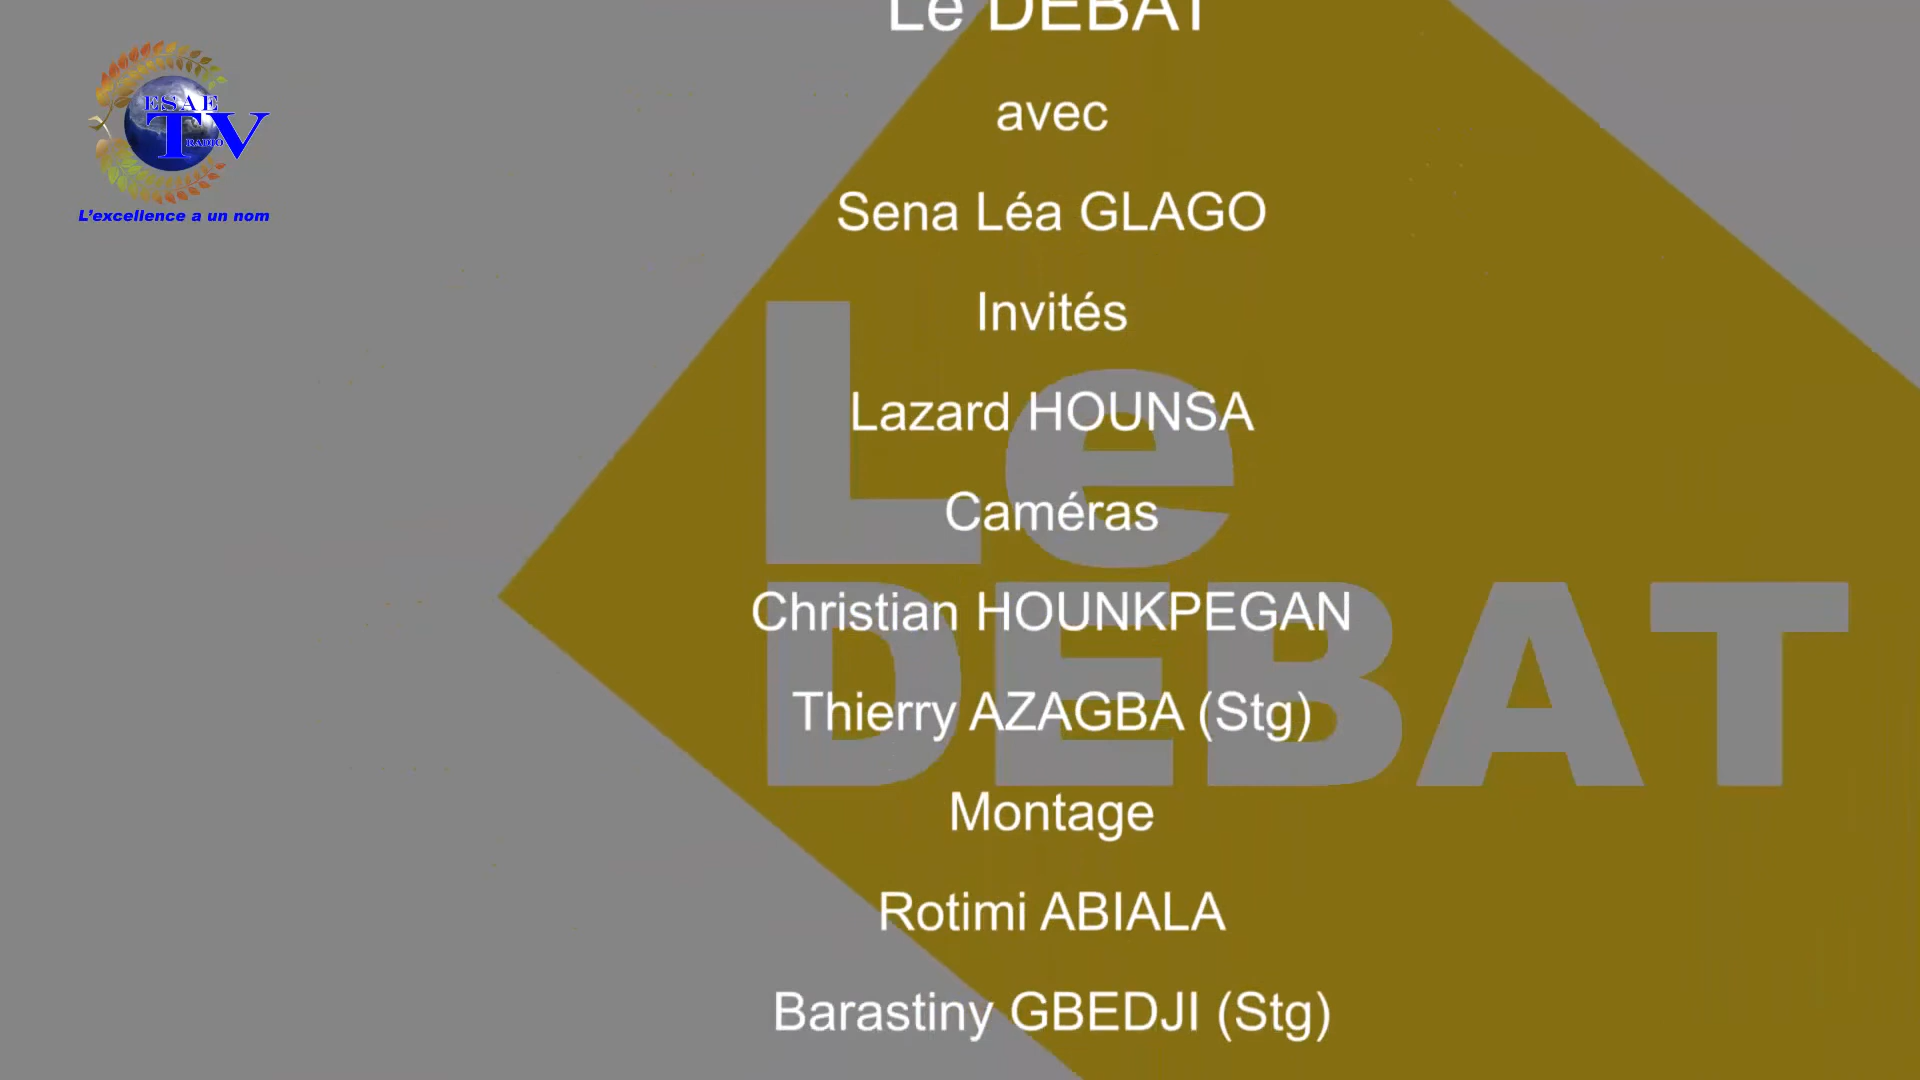 Le DEBAT
ESAE
TV
RADIO
L'excellence a un nom
avec
Sena Léa GLAGO
Invités
Lazard HOUNSA
Caméras
Christian HOUNKPEGAN
Thierry AZAGBA (Stg)
Montage
Rotimi ABIALA
Barastiny GBEDJI (Stg)
Le
DEBAT